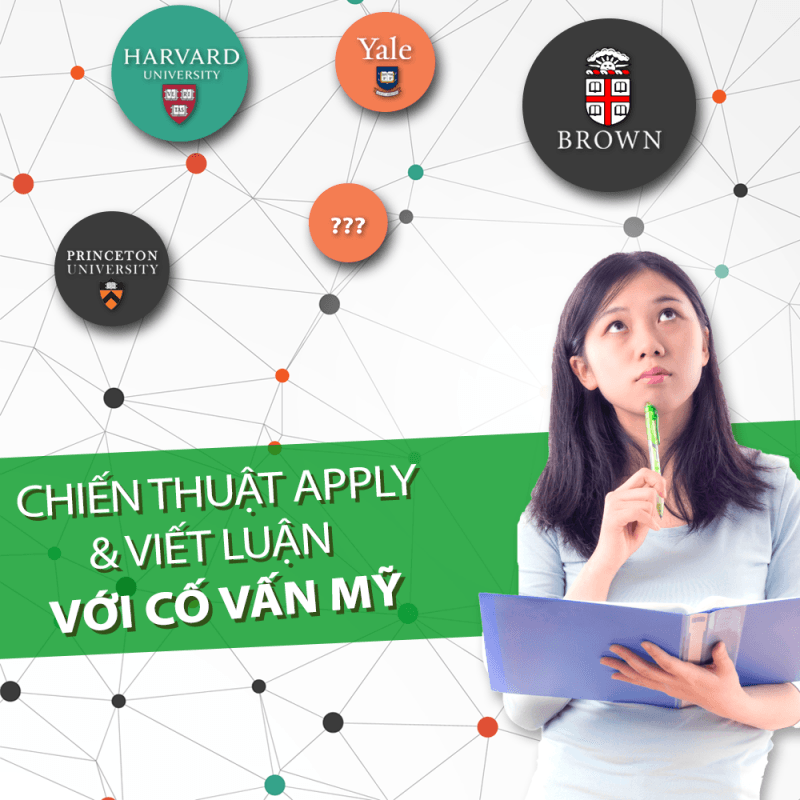 HARVARD
UNIVERSITY
Yale
BROWN
???
PRINCETON
UNIVERSITY
CHIẾN THUẬT APPLY
& VIẾT LUẬN
VỚI CỐ VẤN MỸ